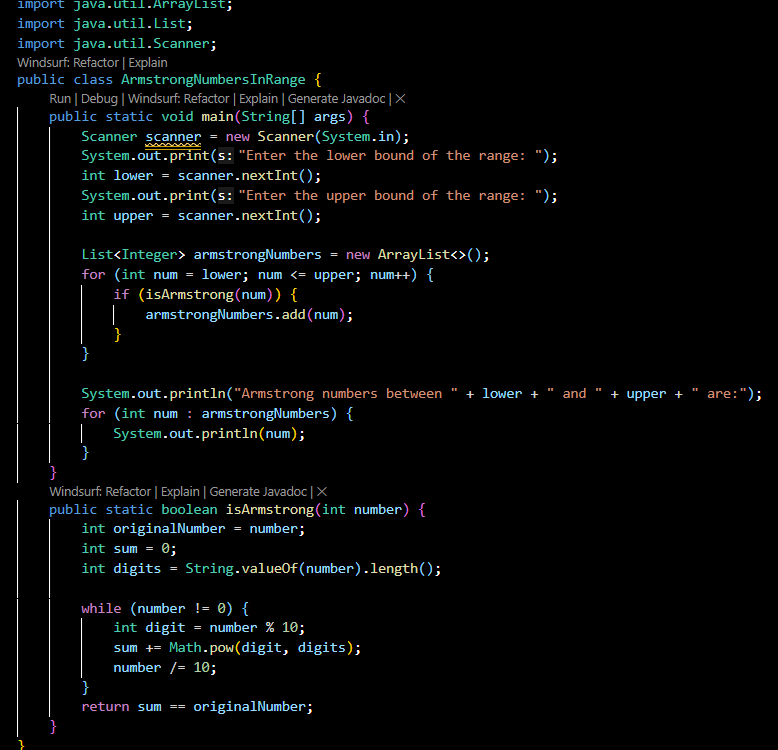 import java.util.ArrayList;
import java.util.List;
import java.util.Scanner;
Windsurf: Refactor | Explain
public class ArmstrongNumbersInRange {
Run | Debug | Windsurf: Refactor | Explain | Generate Javadoc | ×
public static void main(String[] args) {
Scanner scanner = new Scanner(System.in);
System.out.print(s: "Enter the lower bound of the range: ");
int lower = scanner.nextInt();
System.out.print(s: "Enter the upper bound of the range: ");
int upper = scanner.nextInt();
List<Integer> armstrongNumbers = new ArrayList<>();
for (int num = lower; num <= upper; num++) {
if (isArmstrong(num)) {
armstrongNumbers.add(num);
}
}
System.out.println("Armstrong numbers between " + lower + " and " + upper + " are:");
for (int num : armstrongNumbers) {
System.out.println(num);
}
}
Windsurf: Refactor | Explain | Generate Javadoc | ×
public static boolean isArmstrong(int number) {
int originalNumber = number;
int sum = 0;
int digits = String.valueOf(number).length();
while (number != 0) {
int digit = number % 10;
sum += Math.pow(digit, digits);
number /= 10;
}
return sum == originalNumber;
}
}